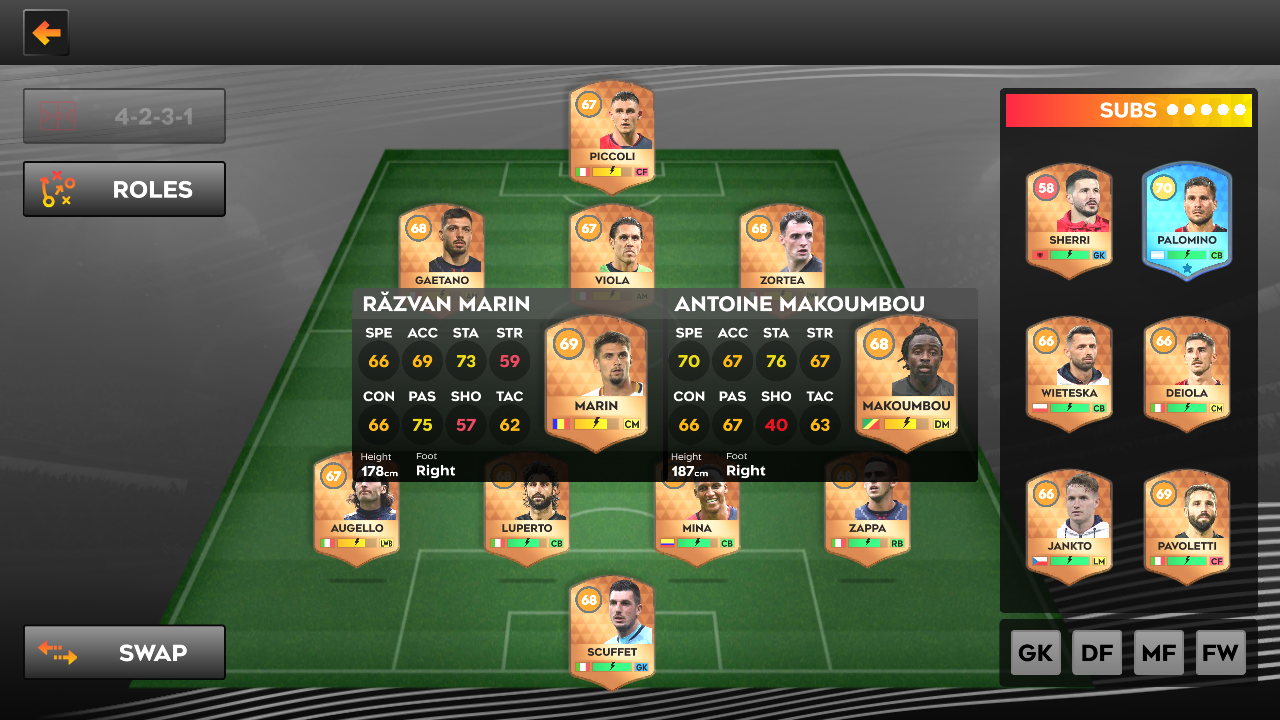 4-2-3-1
ROLES
SWAP
67
PICCOLI
CF
68
GAETANO
67
VIOLA
AM
68
ZORTEA
RĂZVAN MARIN
SPE ACC STA STR
66 69 73 59
CON PAS SHO TAC
66 75 57 62
Height Foot
178cm Right
69
MARIN
CM
ANTOINE MAKOUMBOU
SPE ACC STA STR
70 67 76 67
CON PAS SHO TAC
66 67 40 63
Height Foot
187cm Right
68
MAKOUMBOU
DM
67
AUGELLO
LWB
LUPERTO
CB
MINA
CB
ZAPPA
RB
68
SCUFFET
GK
SUBS
58
SHERRI
GK
70
PALOMINO
CB
66
WIETESKA
CB
66
DEIOLA
CM
66
JANKTO
LM
69
PAVOLETTI
CF
GK DF MF FW